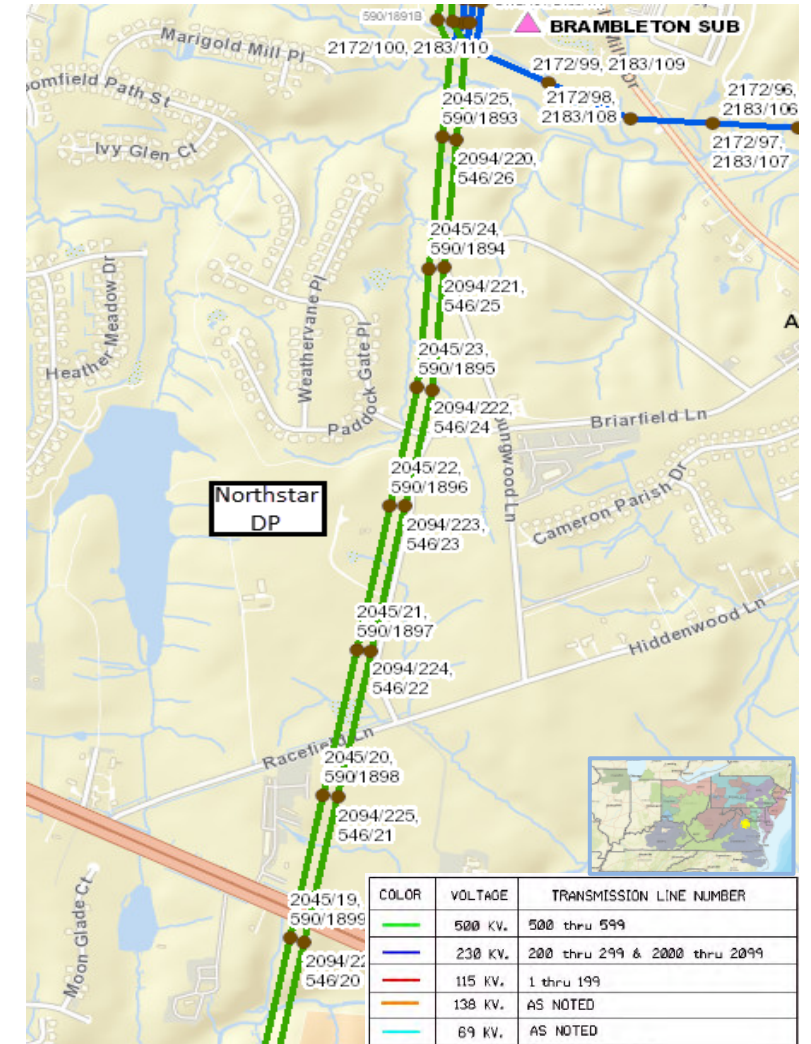 590/1891B
BRAMBLETON SUB
Marigold Mill Pl
2172/100, 2183/110
2172/99, 2183/109
oomfield Path St
2045/25,
590/1893
2172/98,
2183/108
2172/96,
2183/106
Ivy Glen Ct
2094/220,
546/26
2172/97,
2183/107
2045/24,
590/1894
2094/221,
546/25
Heather Meadow Dr
Weathervane Pl
Paddock Gate Pl
2045/23,
590/1895
A
2094/222,
546/24
Briarfield Ln
ungwood Ln
Northstar
DP
2045/22,
590/1896
Cameron Parish Dr
2094/223,
546/23
2045/21,
590/1897
Hiddenwood Ln
2094/224,
546/22
Racefield Ln
2045/20,
590/1898
2094/225,
546/21
Moon Glade Ct
2045/19,
590/1899
2094/22
546/20
COLOR VOLTAGE TRANSMISSION LINE NUMBER
500 KV. 500 thru 599
230 KV. 200 thru 299 & 2000 thru 2099
115 KV. 1 thru 199
138 KV. AS NOTED
69 KV. AS NOTED